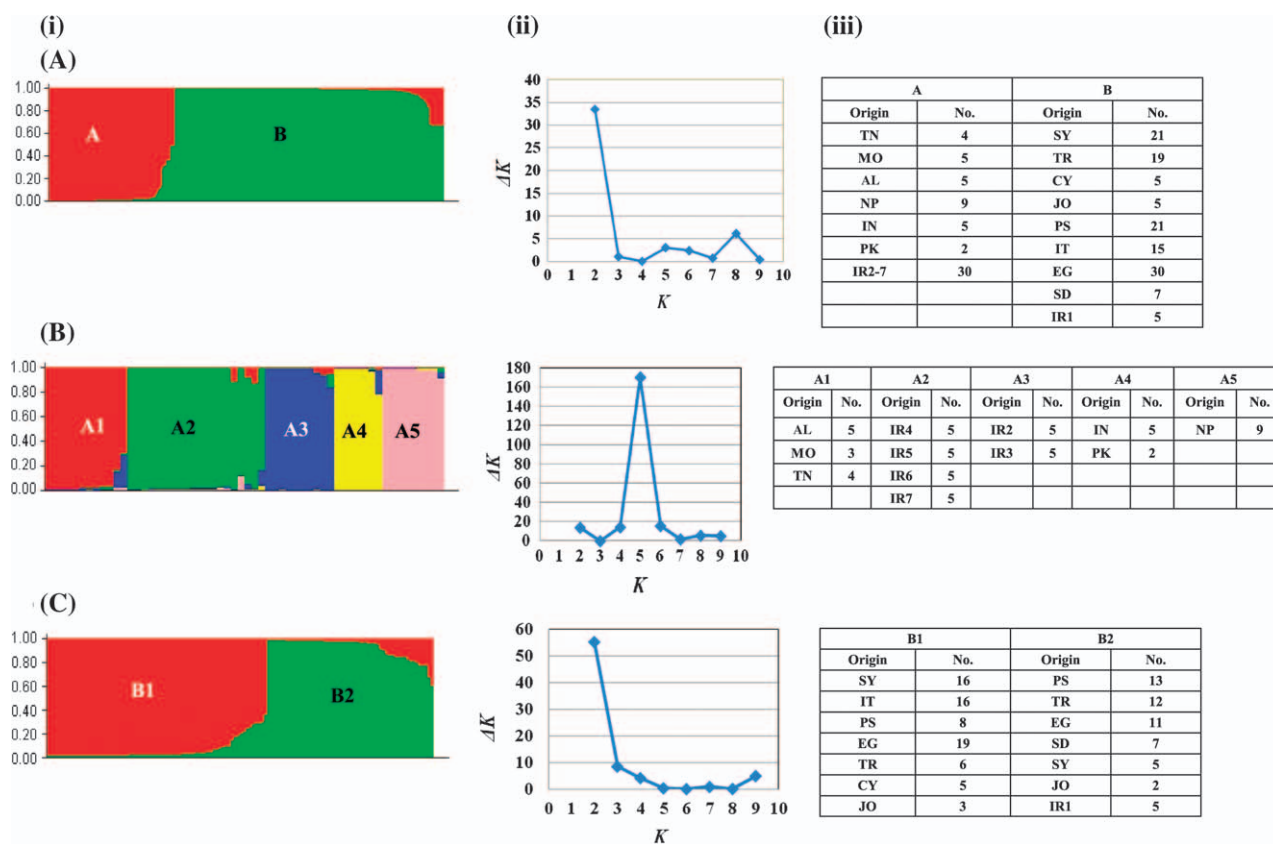 (i) (ii) (iii)
(A)
1.00
0.80
0.60
0.40
0.20
0.00
A B
40
35
30
25
20
15
10
5
0
ΔK
0 1 2 3 4 5 6 7 8 9 10
K
A B
Origin No. Origin No.
TN 4 SY 21
MO 5 TR 19
AL 5 CY 5
NP 9 JO 5
IN 5 PS 21
PK 2 IT 15
IR2-7 30 EG 30
SD 7
IR1 5
(B)
1.00
0.80
0.60
0.40
0.20
0.00
A1 A2 A3 A4 A5
180
160
140
120
100
80
60
40
20
0
ΔK
0 1 2 3 4 5 6 7 8 9 10
K
A1 A2 A3 A4 A5
Origin No. Origin No. Origin No. Origin No. Origin No.
AL 5 IR4 5 IR2 5 IN 5 NP 9
MO 3 IR5 5 IR3 5 PK 2
TN 4 IR6 5
IR7 5
(C)
1.00
0.80
0.60
0.40
0.20
0.00
B1 B2
60
50
40
30
20
10
0
ΔK
0 1 2 3 4 5 6 7 8 9 10
K
B1 B2
Origin No. Origin No.
SY 16 PS 13
IT 16 TR 12
PS 8 EG 11
EG 19 SD 7
TR 6 SY 5
CY 5 JO 2
JO 3 IR1 5